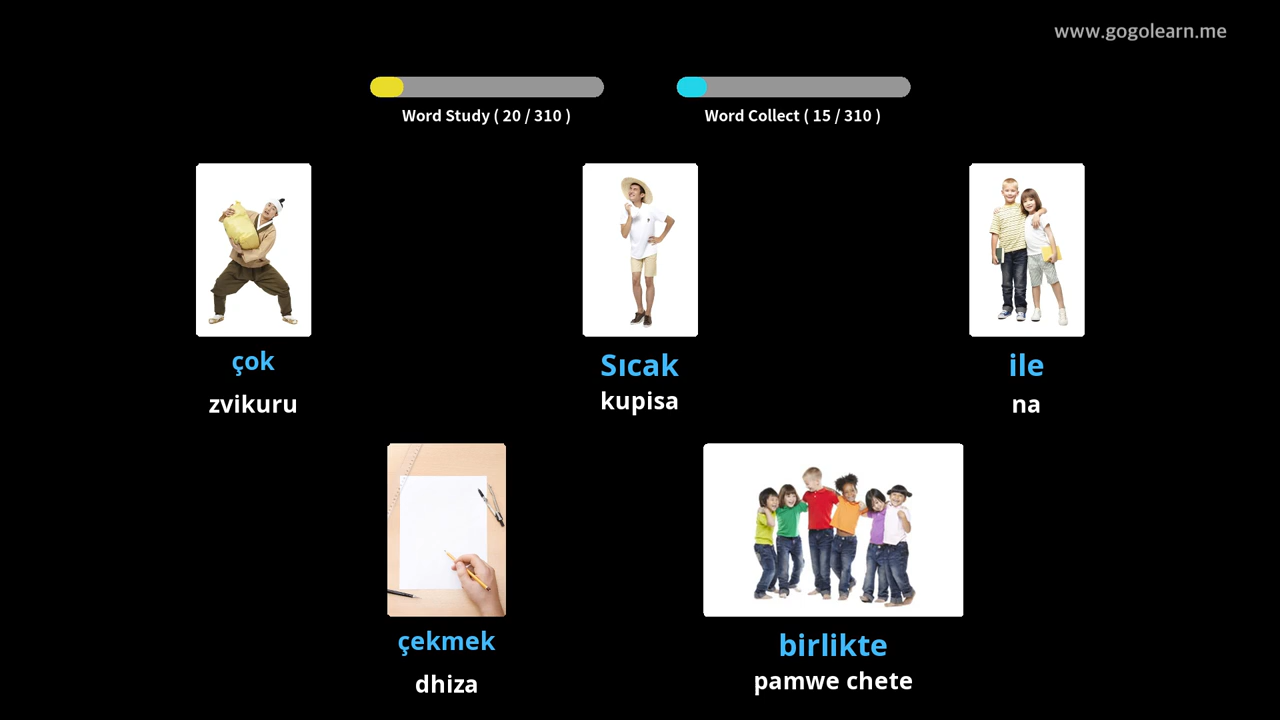 www.gogolearn.me
Word Study ( 20 / 310 )
Word Collect ( 15 / 310 )
çok
zvikuru
Sıcak
kupisa
ile
na
çekmek
dhiza
birlikte
pamwe chete